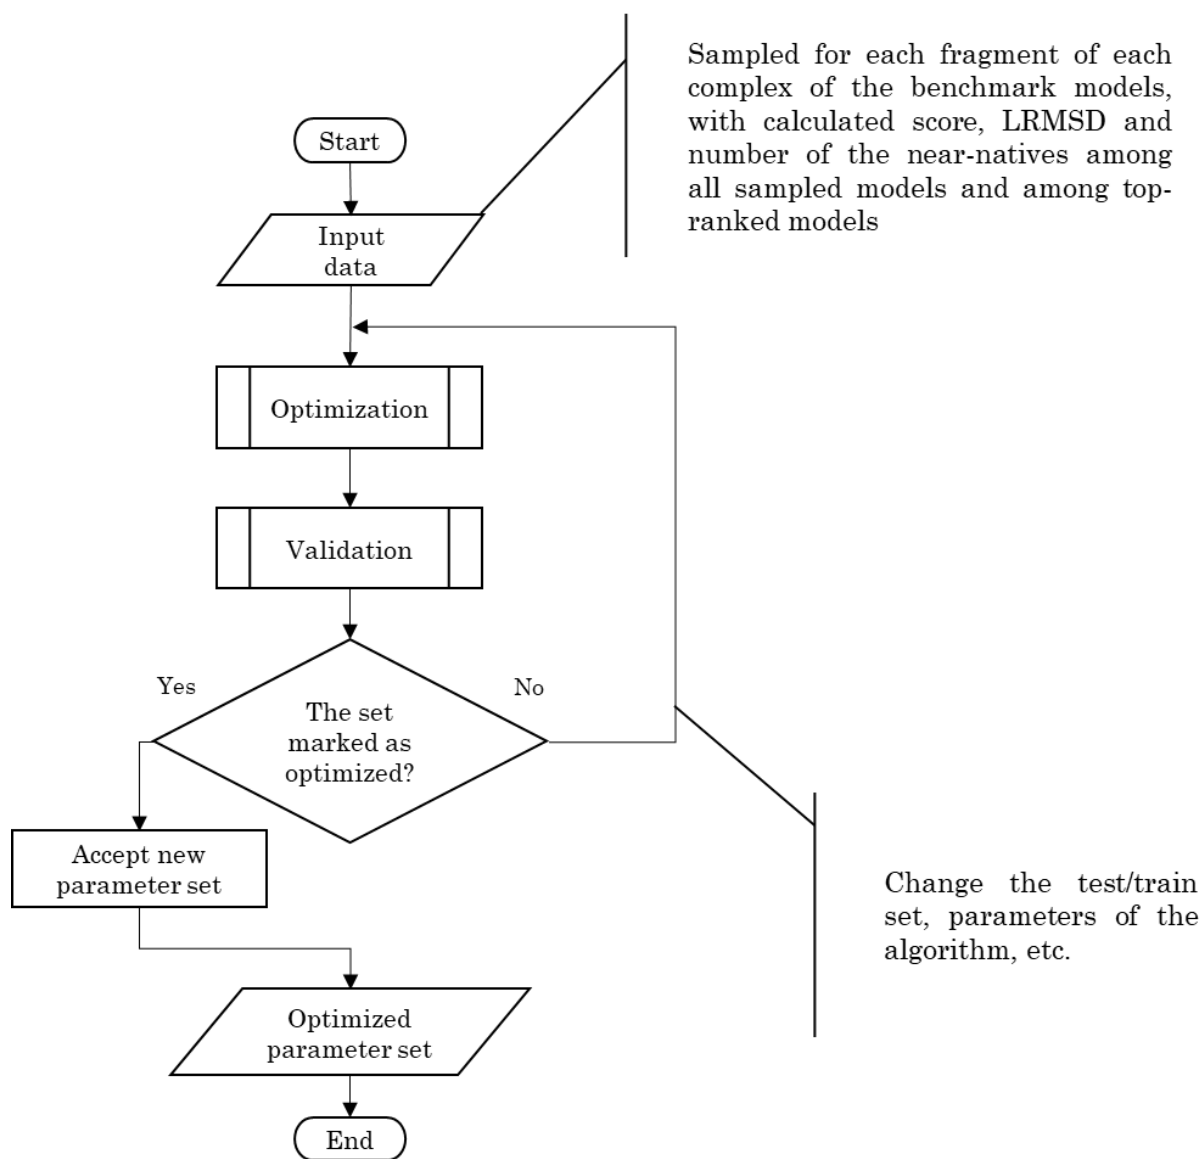 Sampled for each fragment of each
complex of the benchmark models,
with calculated score, LRMSD and
number of the near-natives among
all sampled models and among top-
ranked models
Start
Input
data
Optimization
Validation
Yes
No
The set
marked as
optimized?
Accept new
parameter set
Change the test/train
set, parameters of the
algorithm, etc.
Optimized
parameter set
End